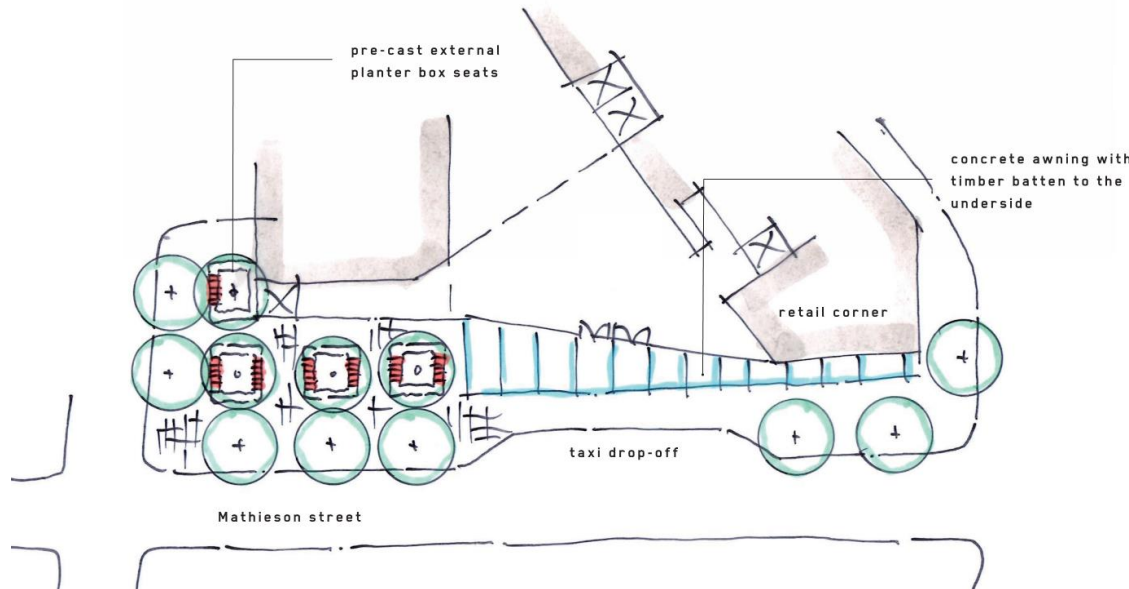 pre-cast external
planter box seats
concrete awning with
timber batten to the
underside
retail corner
taxi drop-off
Mathieson street